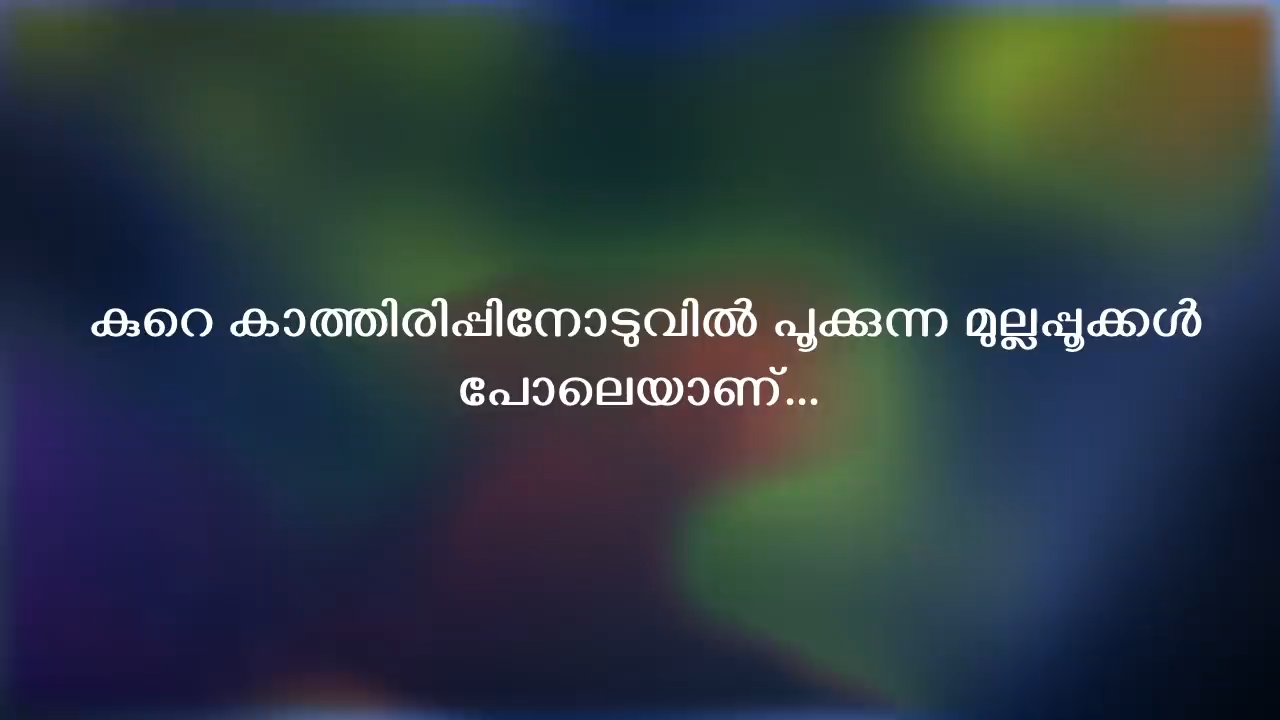 കുറെ കാത്തിരിപ്പിനോടുവിൽ പൂക്കുന്ന മുല്ലപ്പൂക്കൾ
പോലെയാണ്...